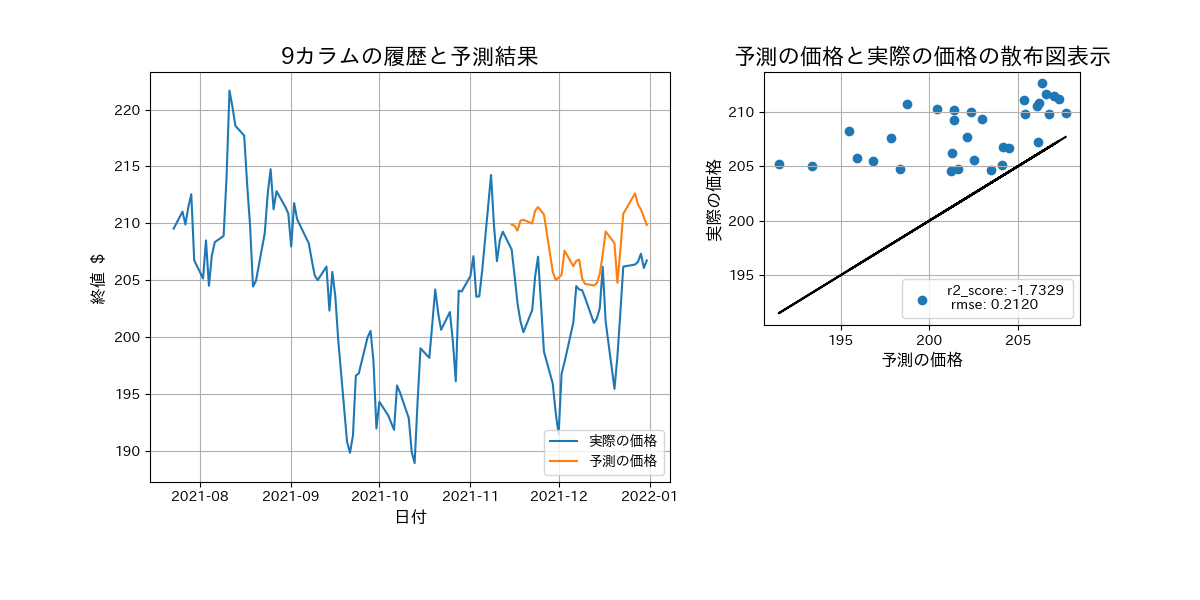 9カラムの履歴と予測結果
終値 $
220
215
210
205
200
195
190
2021-08
2021-09
2021-10
2021-11
2021-12
2022-01
日付
実際の価格
予測の価格
予測の価格と実際の価格の散布図表示
実際の価格
210
205
200
195
195
200
205
予測の価格
r2_score: -1.7329
rmse: 0.2120